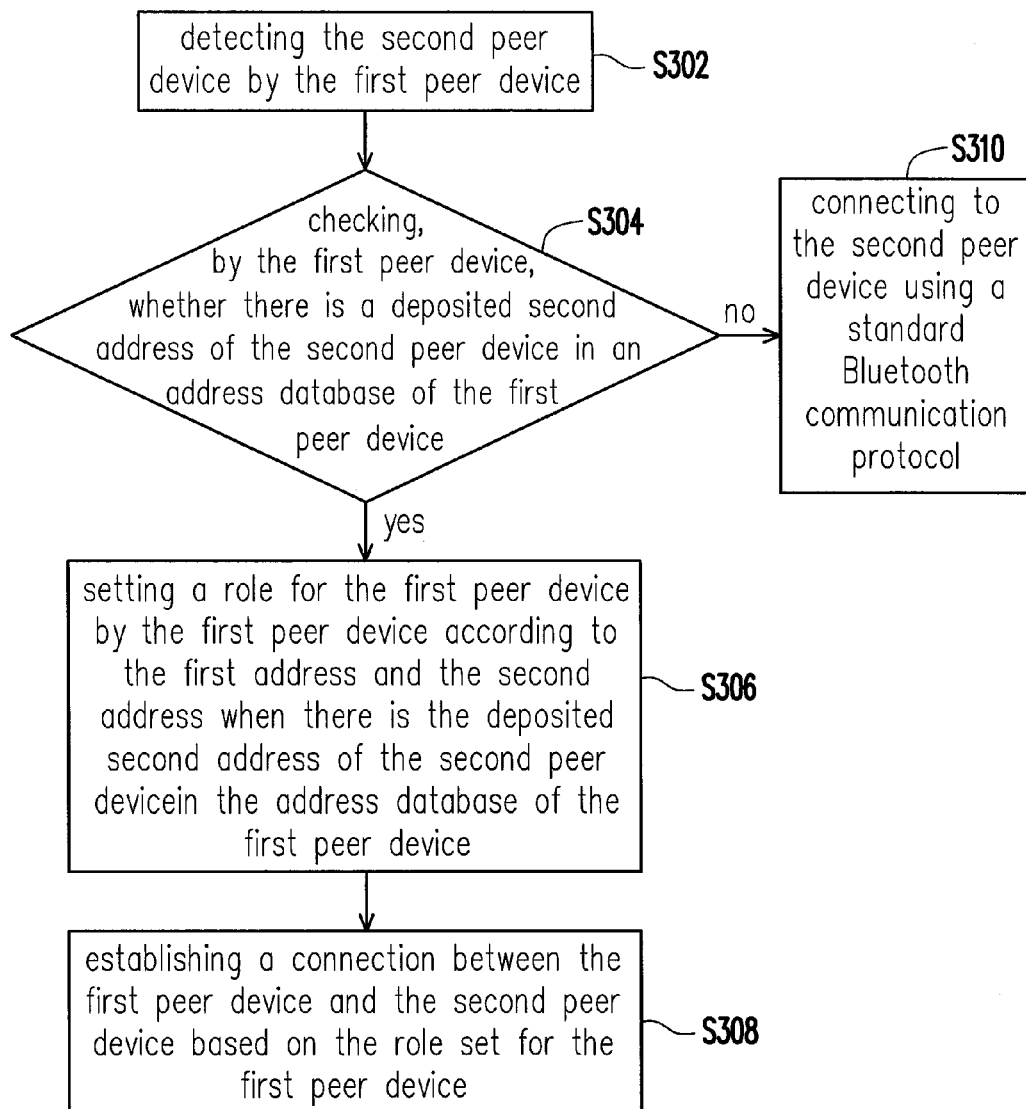 detecting the second peer
device by the first peer device
S302
checking,
by the first peer device,
whether there is a deposited second
address of the second peer device in an
address database of the first
peer device
S304
no
S310
connecting to
the second peer
device using a
standard
Bluetooth
communication
protocol
yes
setting a role for the first peer device
by the first peer device according to
the first address and the second
address when there is the deposited
second address of the second peer
devicein the address database of the
first peer device
S306
establishing a connection between the
first peer device and the second peer
device based on the role set for the
first peer device
S308